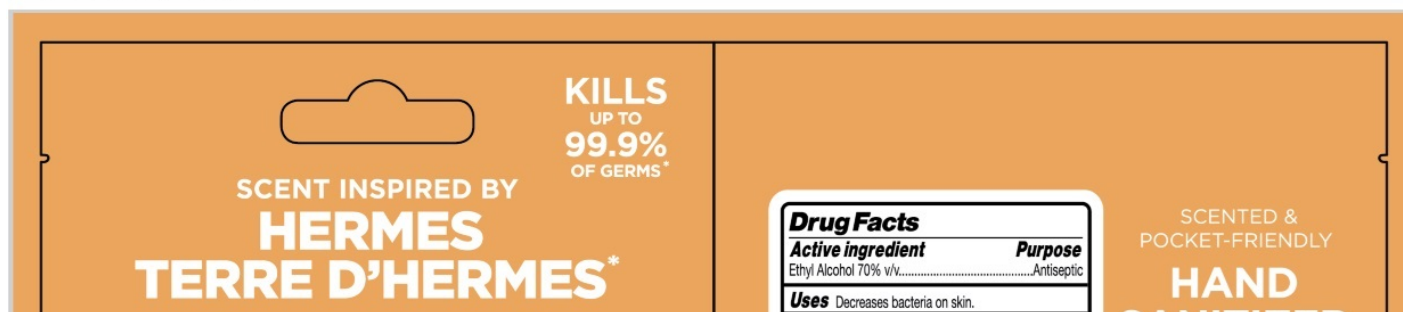 KILLS
UP TO
99.9%
OF GERMS*
SCENT INSPIRED BY
HERMES
TERRE D'HERMES*
Drug Facts
Active ingredient Purpose
Ethyl Alcohol 70% v/v..........................................Antiseptic
Uses Decreases bacteria on skin.
SCENTED &
POCKET-FRIENDLY
HAND
SANITIZER